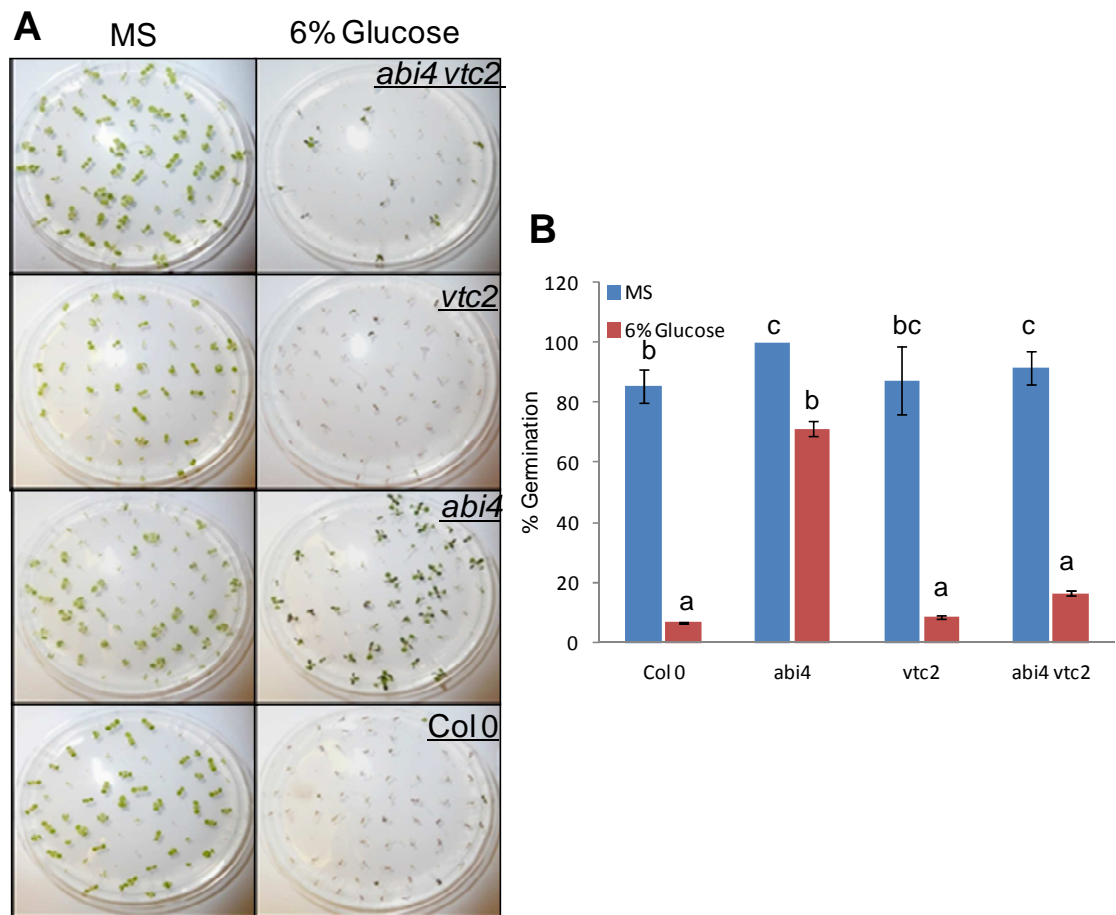 A
MS
6% Glucose
abi4 vtc2
vtc2
abi4
Col 0
B
120
100
80
60
40
20
0
% Germination
MS
6% Glucose
b
a
c
b
bc
a
c
a
Col 0
abi4
vtc2
abi4 vtc2